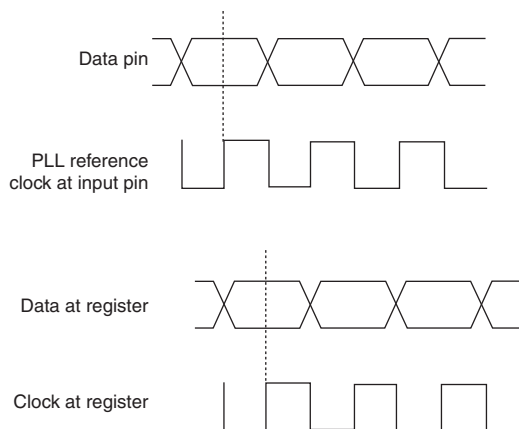 Data pin
PLL reference
clock at input pin
Data at register
Clock at register